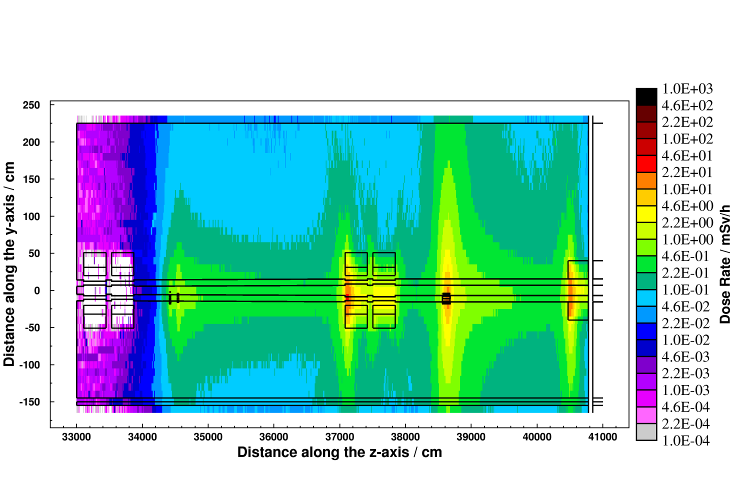 1.0E+03
4.6E+02
2.2E+02
1.0E+02
4.6E+01
2.2E+01
1.0E+01
4.6E+00
2.2E+00
1.0E+00
4.6E-01
2.2E-01
1.0E-01
4.6E-02
2.2E-02
1.0E-02
4.6E-03
2.2E-03
1.0E-03
4.6E-04
2.2E-04
1.0E-04
Dose Rate / mSv/h
250
200
150
100
50
0
-50
-100
-150
Distance along the y-axis / cm
33000 34000 35000 36000 37000 38000 39000 40000 41000
Distance along the z-axis / cm